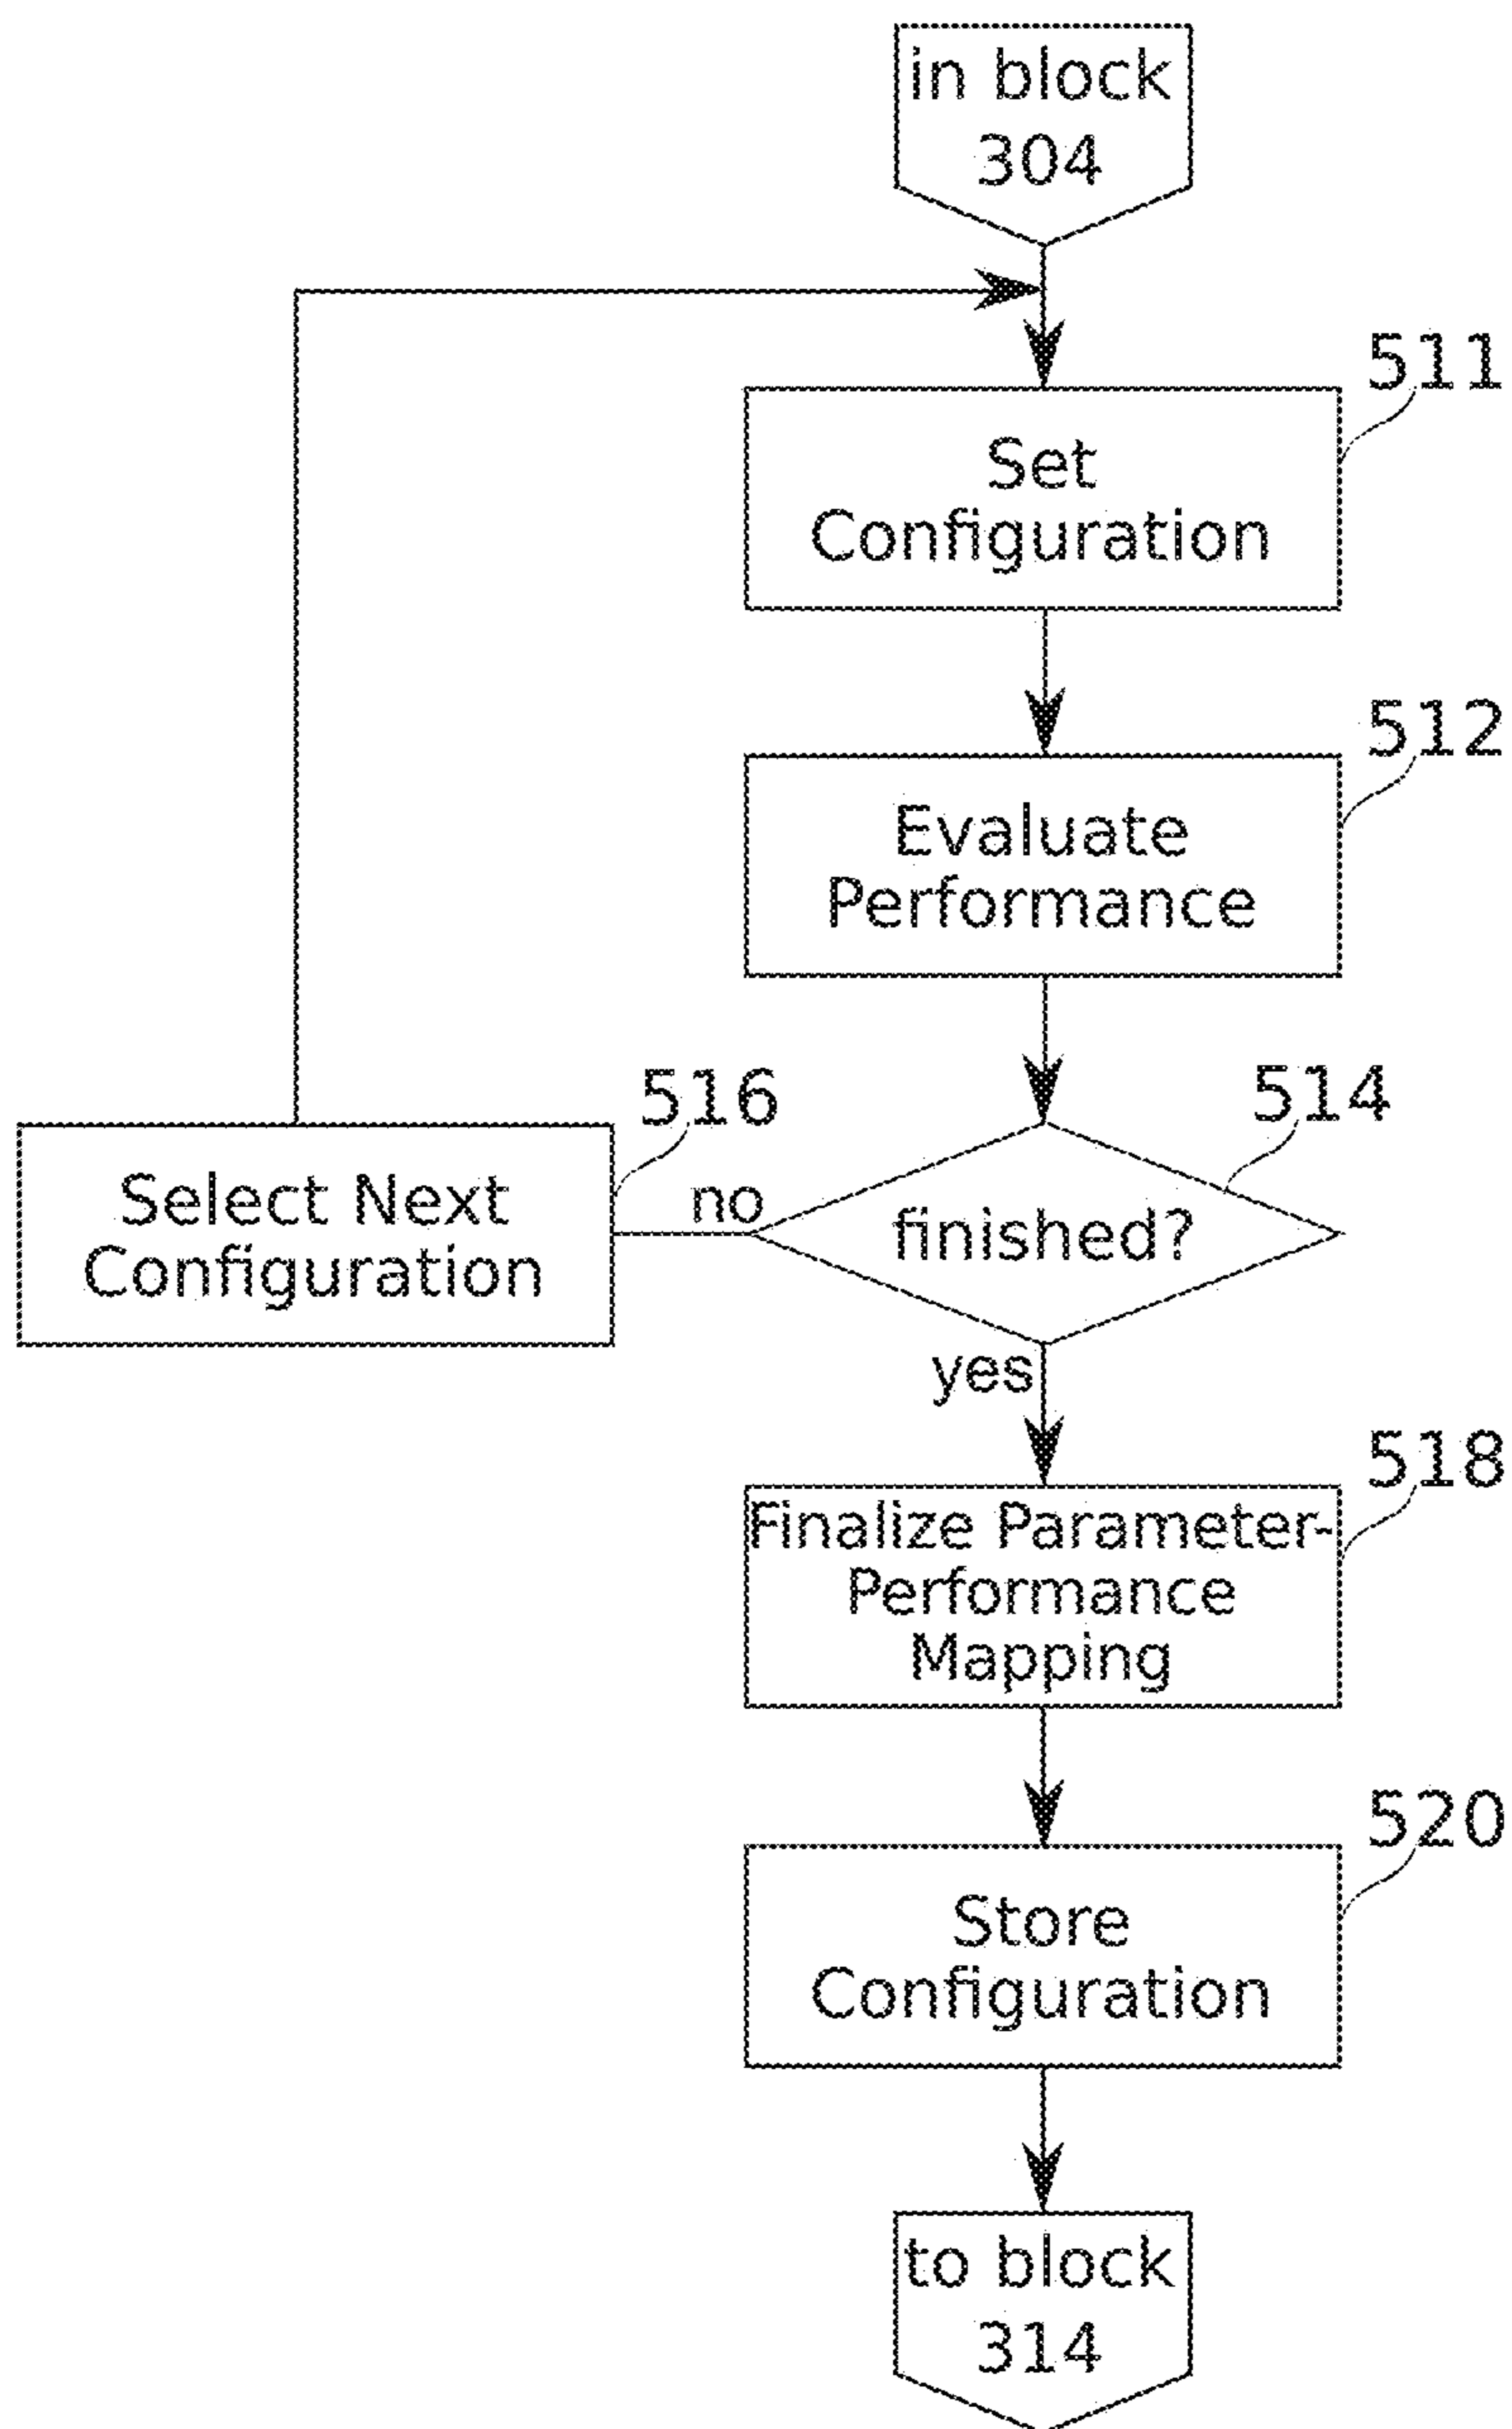 in block
304
511
Set
Configuration
512
Evaluate
Performance
514
finished?
516
no
Select Next
Configuration
yes
518
Finalize Parameter-
Performance
Mapping
520
Store
Configuration
to block
314